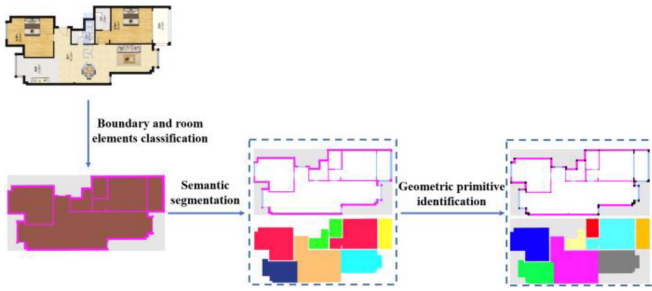 Boundary and room
elements classification
Semantic
segmentation
Geometric primitive
identification